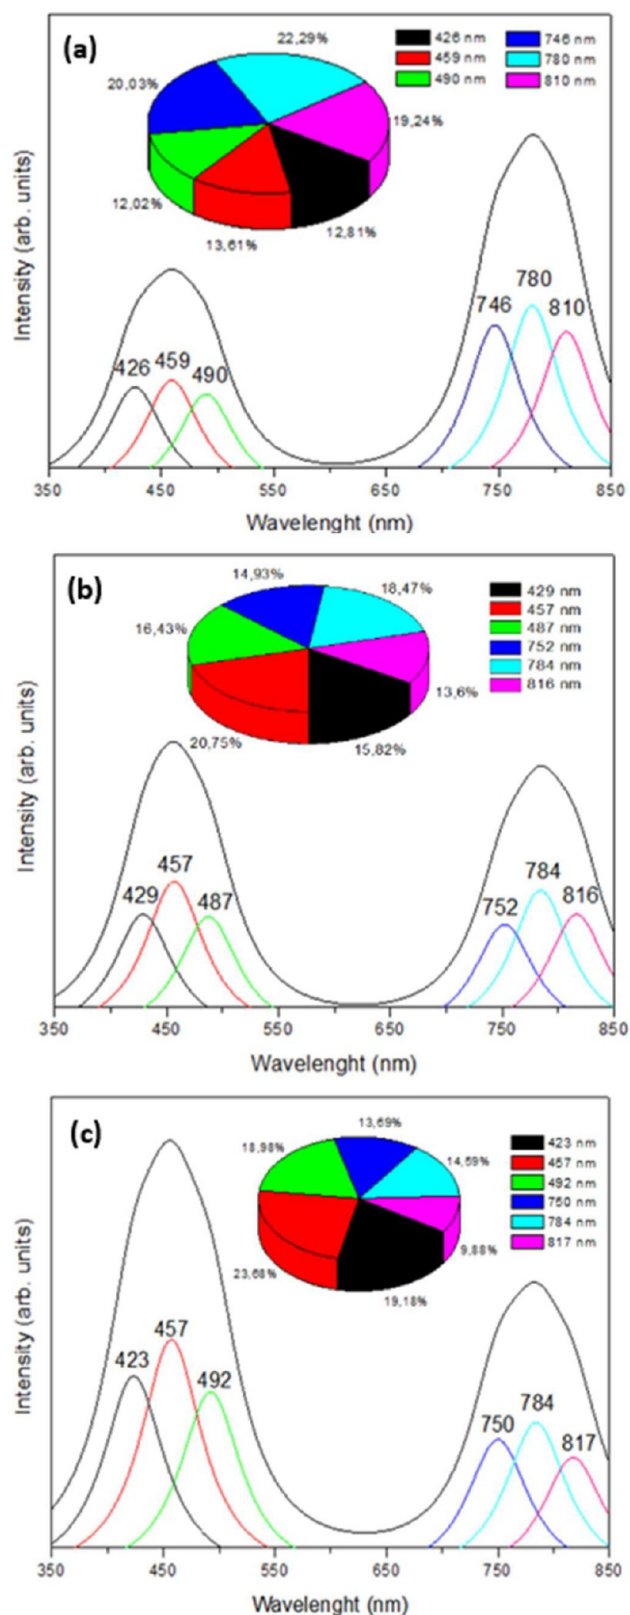 (a)
22,29%
426 nm
746 nm
459 nm
780 nm
490 nm
810 nm
20,03%
19,24%
12,02%
13,61%
12,81%
Intensity (arb. units)
426
459
490
746
780
810
350
450
550
650
750
850
Wavelenght (nm)
(b)
14,93%
18,47%
429 nm
457 nm
487 nm
752 nm
784 nm
816 nm
16,43%
13,6%
20,75%
15,82%
Intensity (arb. units)
429
457
487
752
784
816
350
450
550
650
750
850
Wavelenght (nm)
(c)
13,69%
18,98%
14,59%
423 nm
457 nm
492 nm
750 nm
784 nm
817 nm
9,88%
23,68%
19,18%
Intensity (arb. units)
423
457
492
750
784
817
350
450
550
650
750
850
Wavelenght (nm)